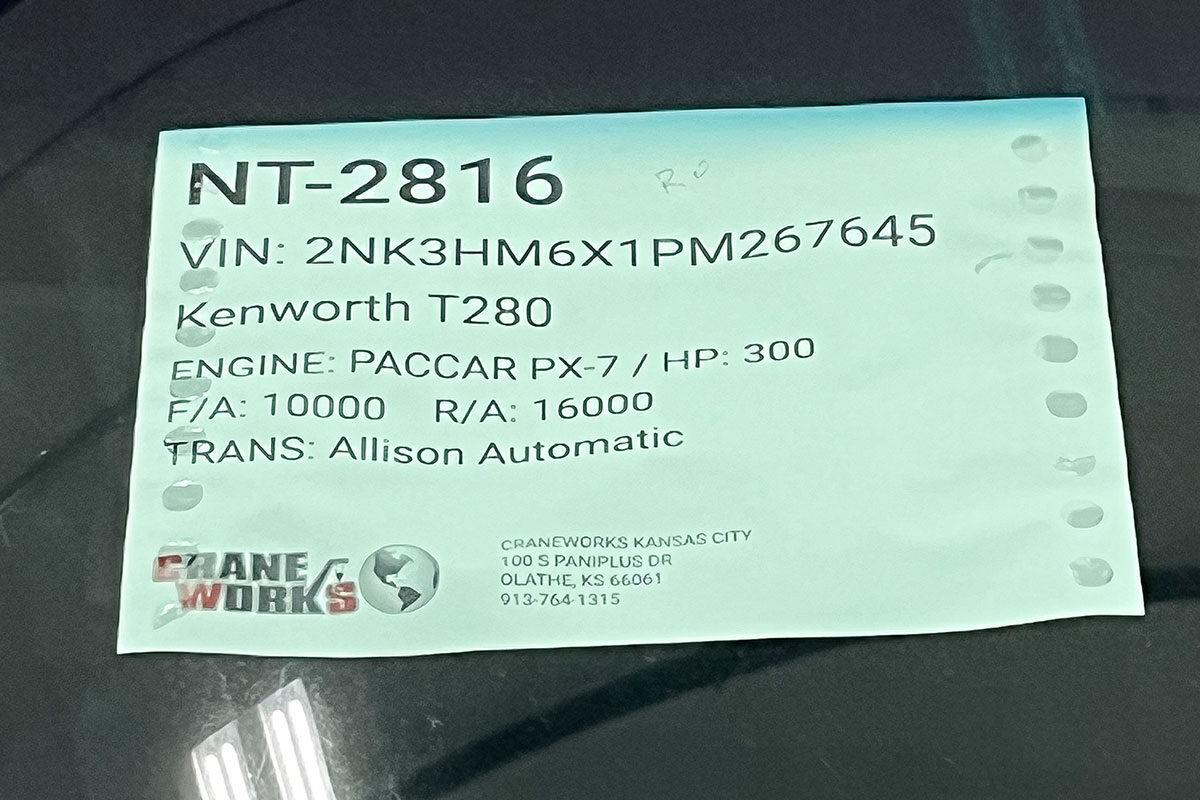 NT-2816
VIN: 2NK3HM6X1PM267645
Kenworth T280
ENGINE: PACCAR PX-7 / HP: 300
F/A: 10000 R/A: 16000
TRANS: Allison Automatic
CRANE
WORKS
CRANEWORKS KANSAS CITY
100 S PANIPLUS DR
OLATHE, KS 66061
913-764-1315